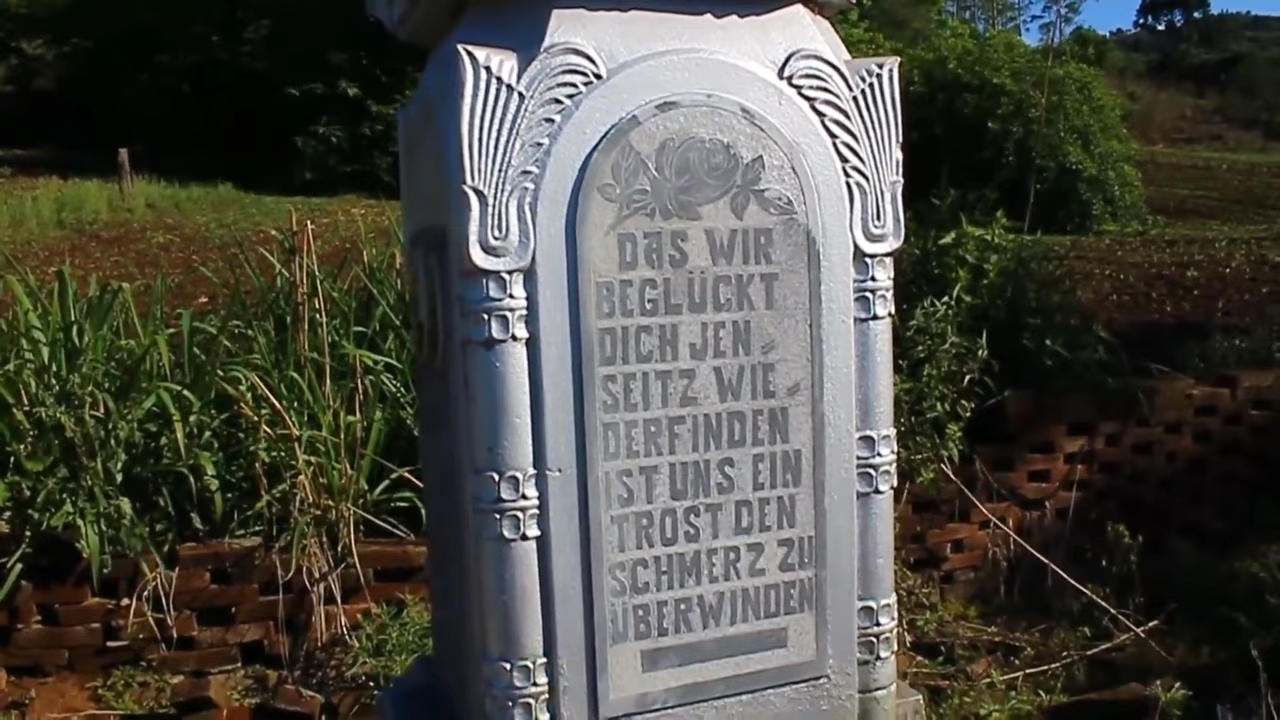 DAS WIR
BEGLÜCKT
DICH JEN-
SEITZ WIE-
DERFINDEN
IST UNS EIN
TROST DEN
SCHMERZ ZU
ÜBERWINDEN